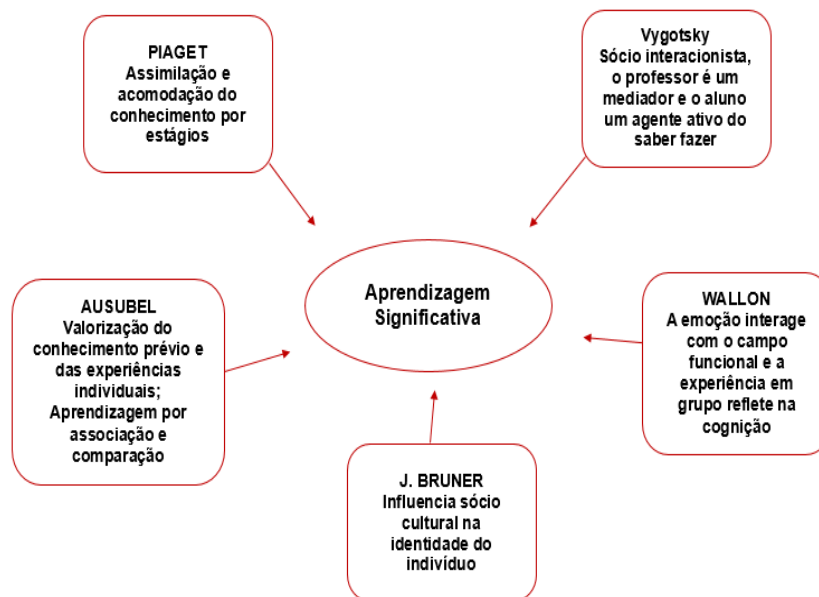 PIAGET
Assimilação e
acomodação do
conhecimento por
estágios
Vygotsky
Sócio interacionista,
o professor é um
mediador e o aluno
um agente ativo do
saber fazer
Aprendizagem
Significativa
AUSUBEL
Valorização do
conhecimento prévio e
das experiências
individuais;
Aprendizagem por
associação e
comparação
WALLON
A emoção interage
com o campo
funcional e a
experiência em
grupo reflete na
cognição
J. BRUNER
Influencia sócio
cultural na
identidade do
indivíduo